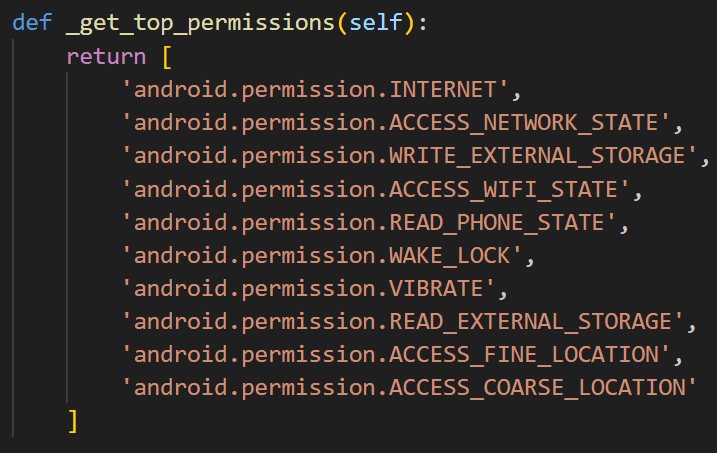 def _get_top_permissions(self):
    return [
        'android.permission.INTERNET',
        'android.permission.ACCESS_NETWORK_STATE',
        'android.permission.WRITE_EXTERNAL_STORAGE',
        'android.permission.ACCESS_WIFI_STATE',
        'android.permission.READ_PHONE_STATE',
        'android.permission.WAKE_LOCK',
        'android.permission.VIBRATE',
        'android.permission.READ_EXTERNAL_STORAGE',
        'android.permission.ACCESS_FINE_LOCATION',
        'android.permission.ACCESS_COARSE_LOCATION'
    ]